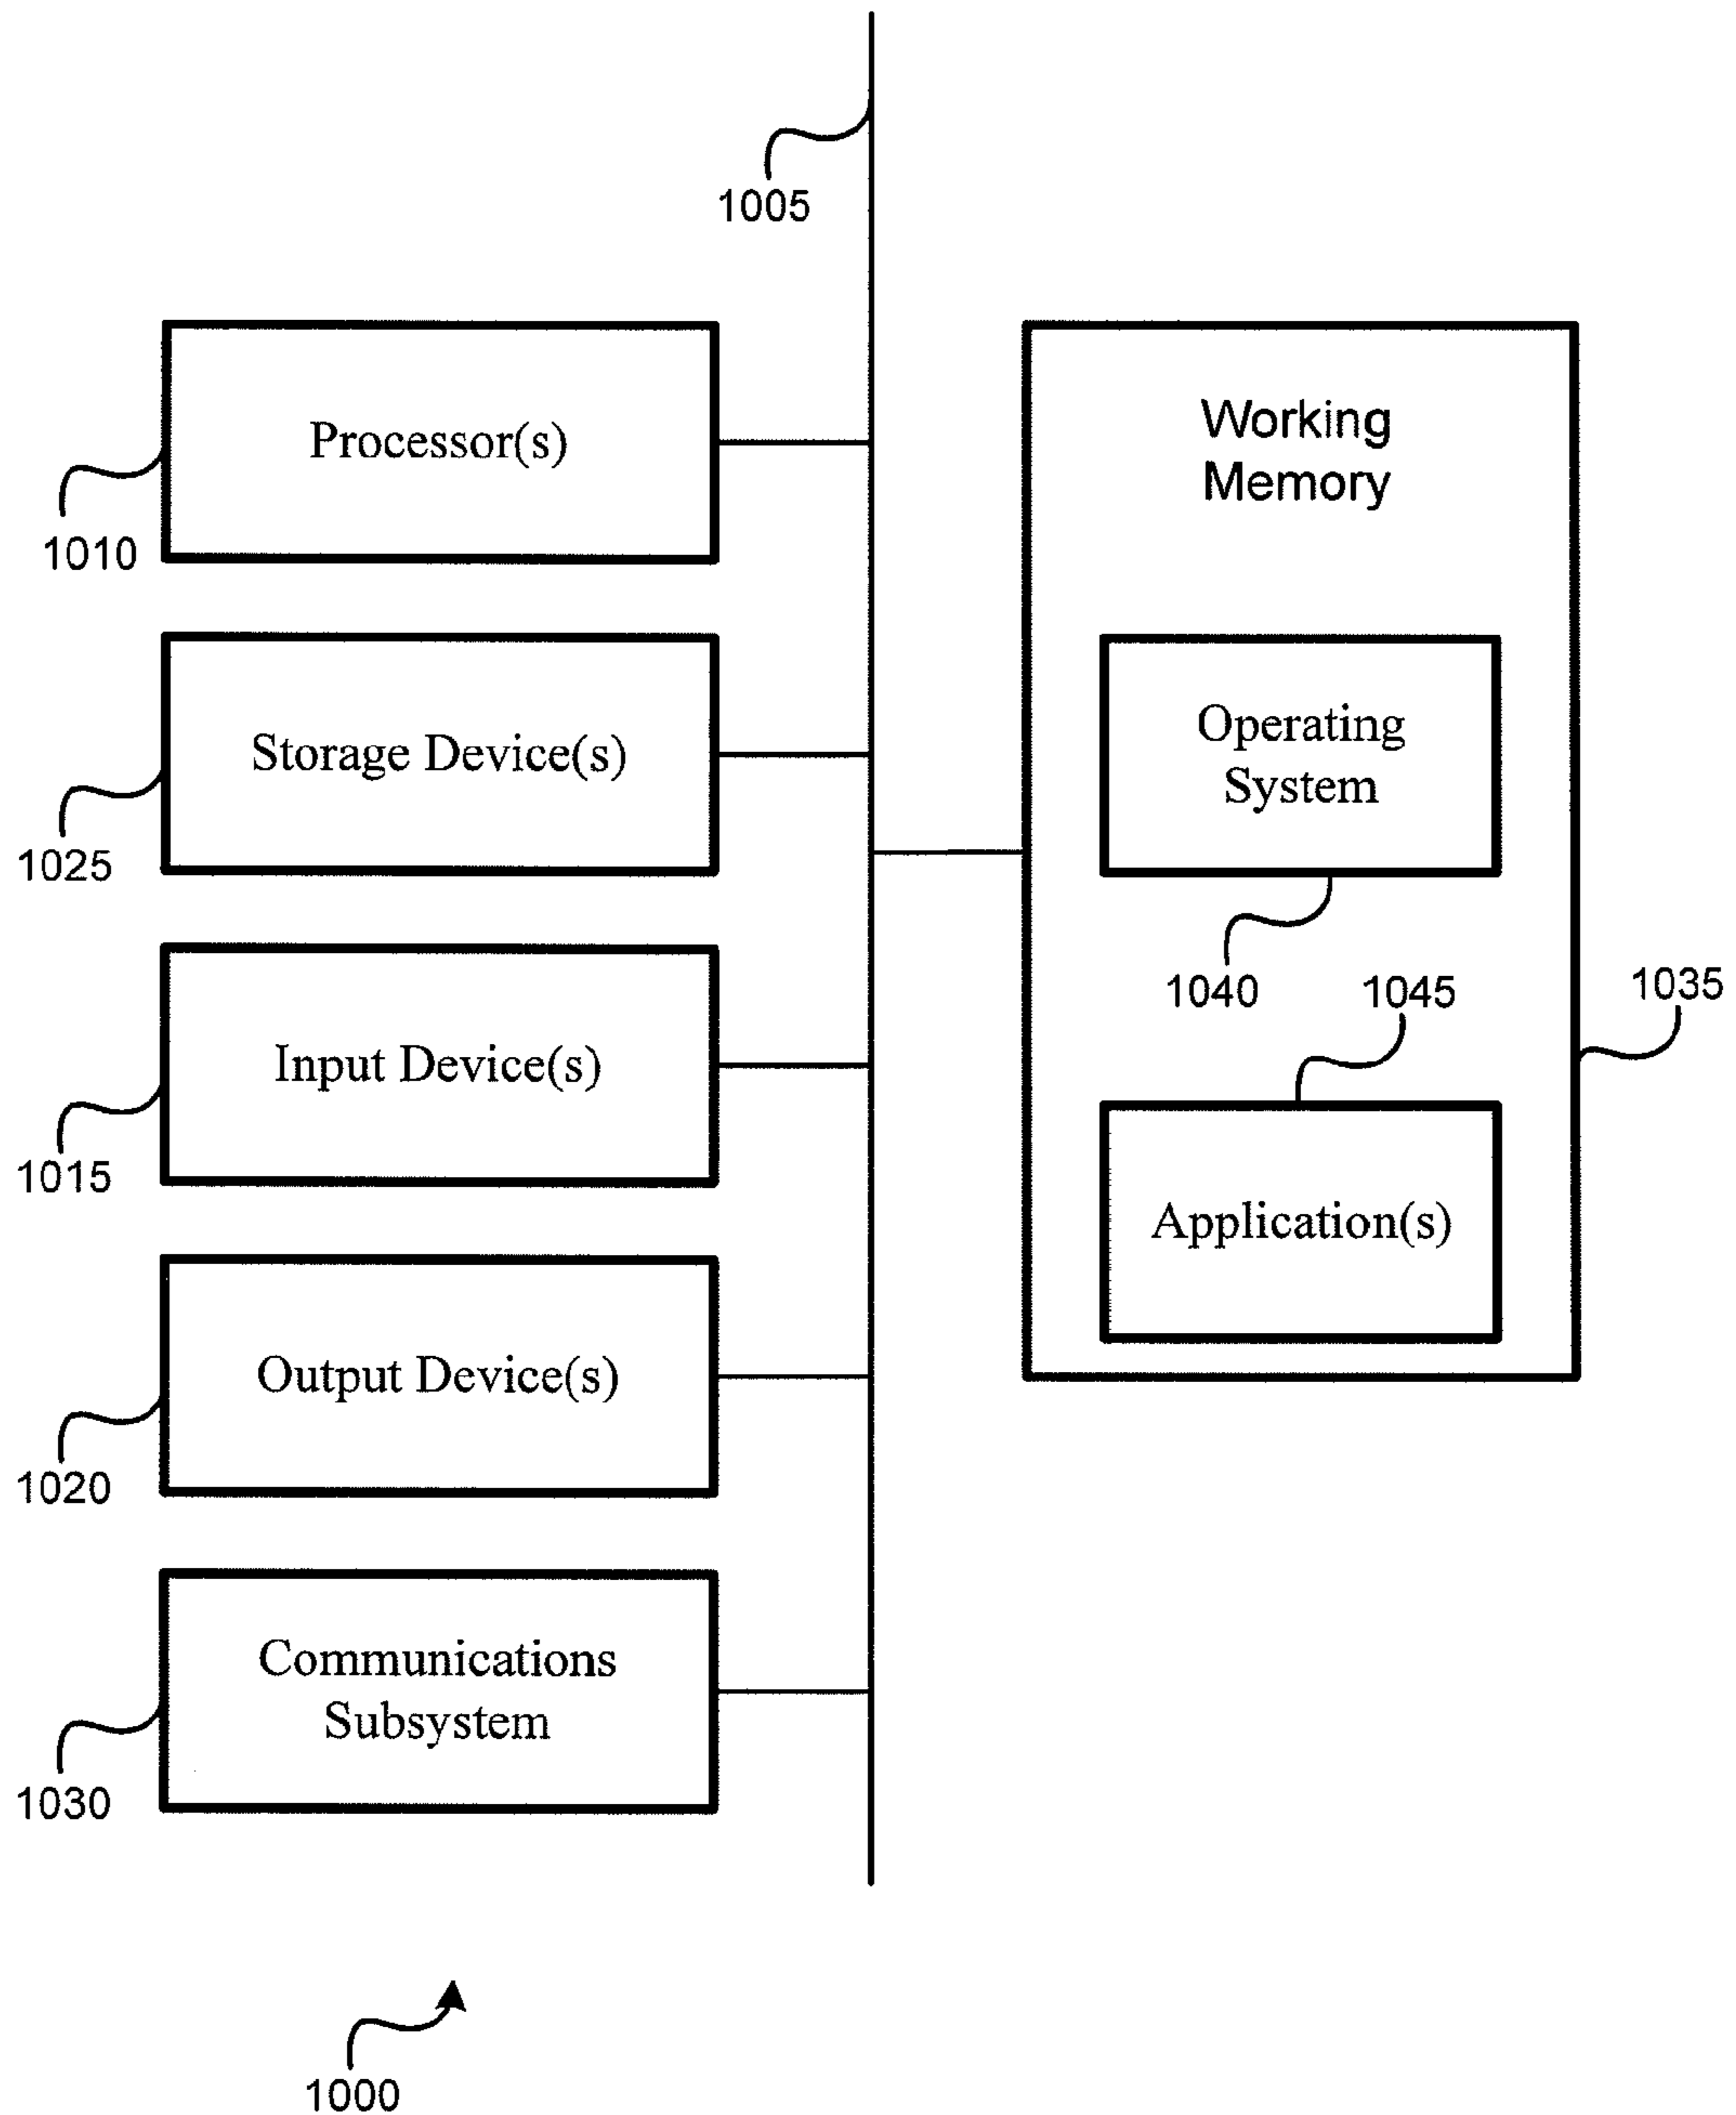 1005
Processor(s)
1010
Storage Device(s)
1025
Input Device(s)
1015
Output Device(s)
1020
Communications
Subsystem
1030
Working
Memory
Operating
System
1040
1045
1035
Application(s)
1000